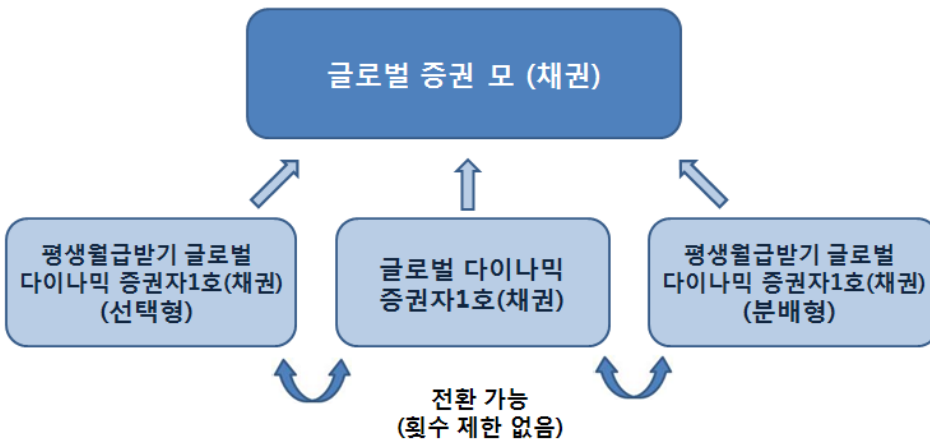 글로벌 증권 모 (채권)
평생월급받기 글로벌
다이나믹 증권자1호(채권)
(선택형)
글로벌 다이나믹
증권자1호(채권)
평생월급받기 글로벌
다이나믹 증권자1호(채권)
(분배형)
전환 가능
(횟수 제한 없음)